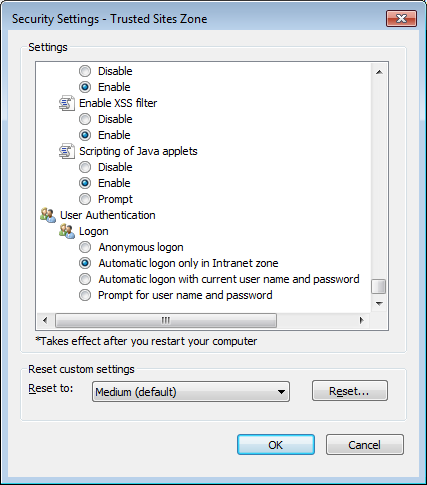 Security Settings - Trusted Sites Zone
Settings
Disable
Enable
Enable XSS filter
Disable
Enable
Scripting of Java applets
Disable
Enable
Prompt
User Authentication
Logon
Anonymous logon
Automatic logon only in Intranet zone
Automatic logon with current user name and password
Prompt for user name and password
*Takes effect after you restart your computer
Reset custom settings
Reset to:
Medium (default)
Reset...
OK
Cancel